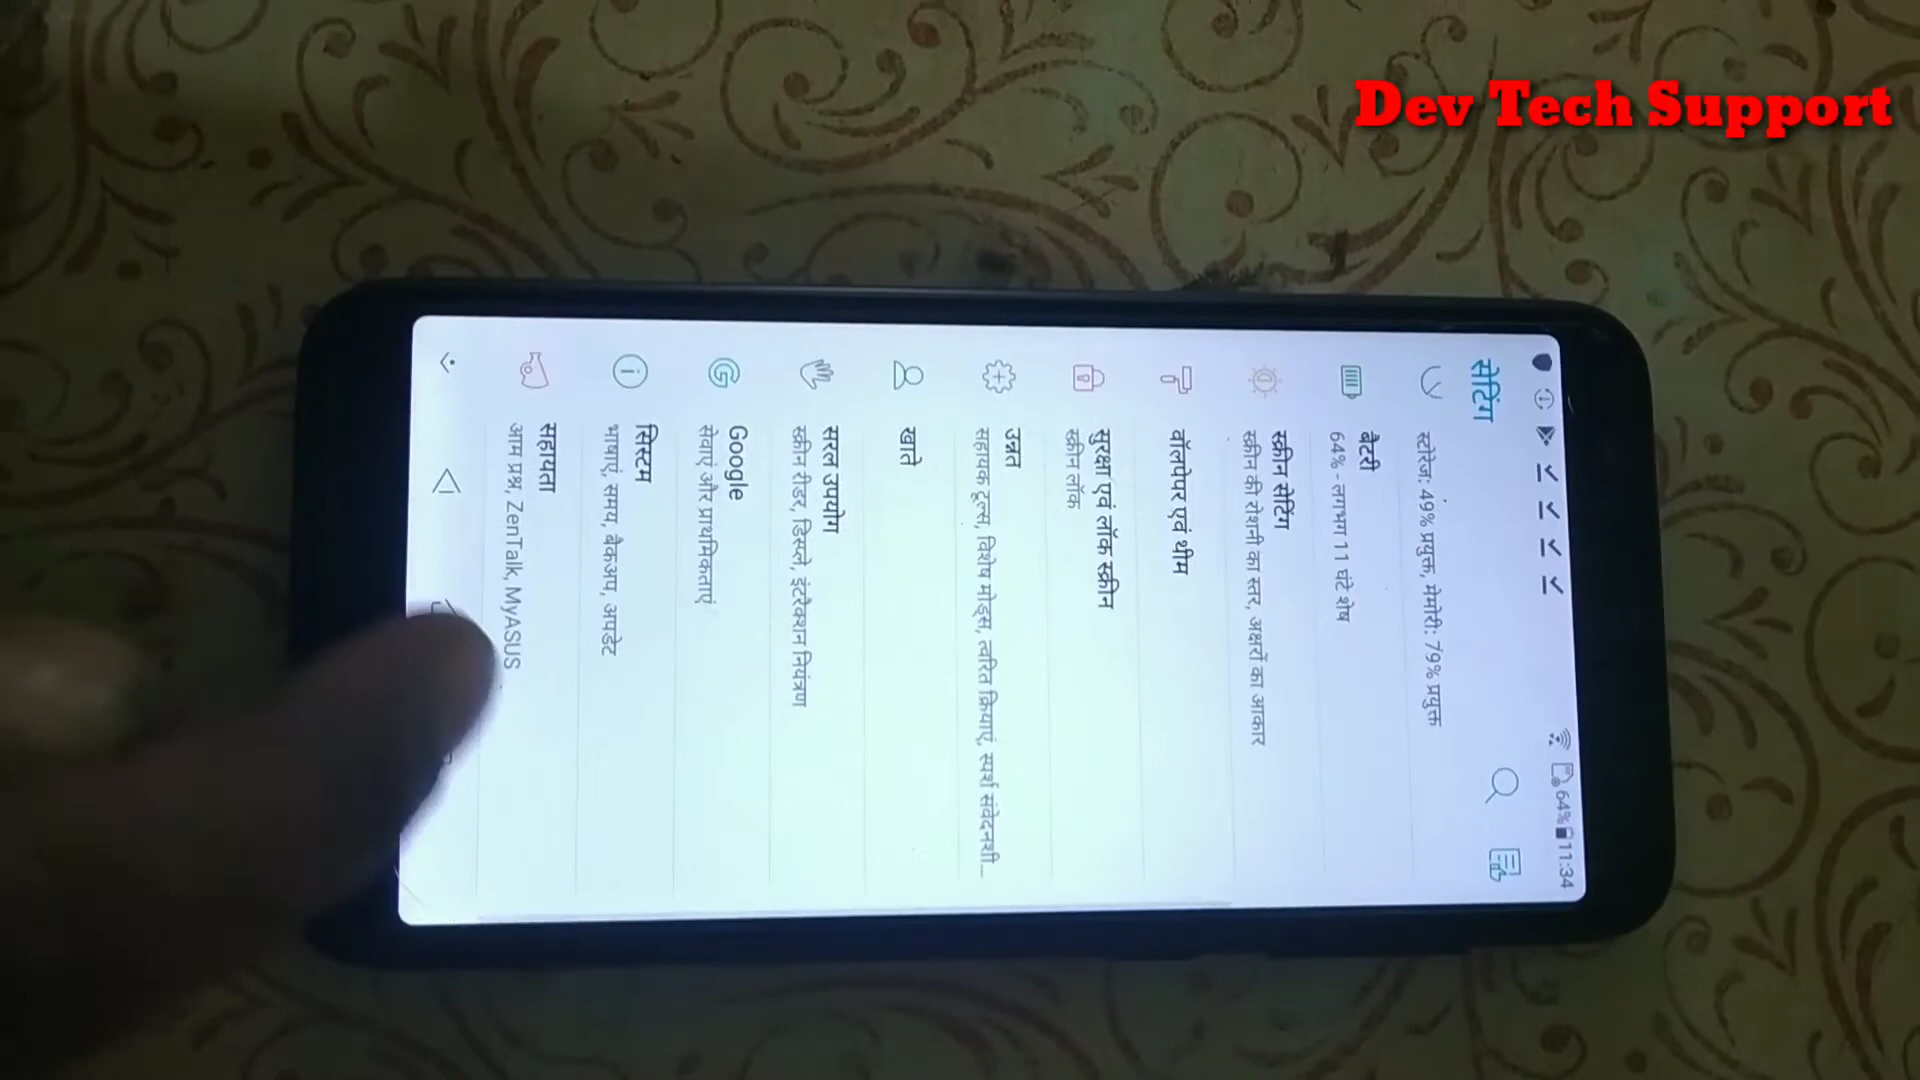 Dev Tech Support
64% 11:34
सेटिंग
स्टोरेज: 49% प्रयुक्त, मेमोरी: 79% प्रयुक्त
बैटरी
64% - लगभग 11 घंटे शेष
स्क्रीन सेटिंग
स्क्रीन की रोशनी का स्तर, अक्षरों का आकार
वॉलपेपर एवं थीम
सुरक्षा एवं लॉक स्क्रीन
स्क्रीन लॉक
उन्नत
सहायक टूल्स, विशेष मोड्स, त्वरित क्रियाएं, स्पर्श संवेदनशी...
खाते
सरल उपयोग
स्क्रीन रीडर, डिस्प्ले, इंटरैक्शन नियंत्रण
Google
सेवाएं और प्राथमिकताएं
सिस्टम
भाषाएं, समय, बैकअप, अपडेट
सहायता
आम प्रश्न, ZenTalk, MyASUS